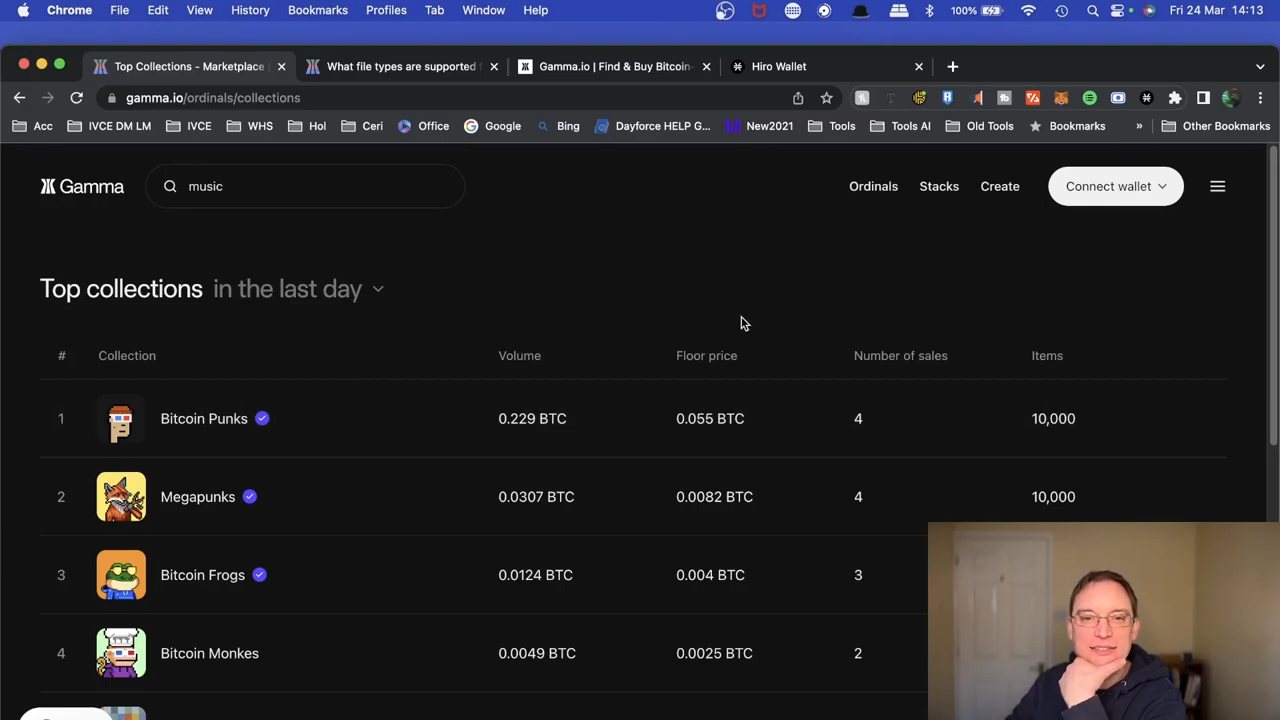 Chrome File Edit View History Bookmarks Profiles Tab Window Help 100% Fri 24 Mar 14:13
Top Collections - Marketplace What file types are supported Gamma.io | Find & Buy Bitcoin Hiro Wallet
gamma.io/ordinals/collections
Acc IVCE DM LM IVCE WHS Hol Ceri Office Google Bing Dayforce HELP G... New2021 Tools Tools AI Old Tools Bookmarks » Other Bookmarks
Gamma music Ordinals Stacks Create Connect wallet
Top collections in the last day
# Collection Volume Floor price Number of sales Items
1 Bitcoin Punks 0.229 BTC 0.055 BTC 4 10,000
2 Megapunks 0.0307 BTC 0.0082 BTC 4 10,000
3 Bitcoin Frogs 0.0124 BTC 0.004 BTC 3
4 Bitcoin Monkes 0.0049 BTC 0.0025 BTC 2